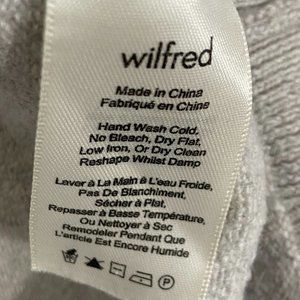 wilfred
Made in China
Fabriqué en China
Hand Wash Cold,
No Bleach, Dry Flat,
Low Iron, Or Dry Clean
Reshape Whilst Damp
Laver à La Main à L'eau Froide,
Pas De Blanchiment,
Sécher à Plat,
Repasser à Basse Température,
Ou Nettoyer à Sec
Remodeler Pendant Que
L'article Est Encore Humide
P